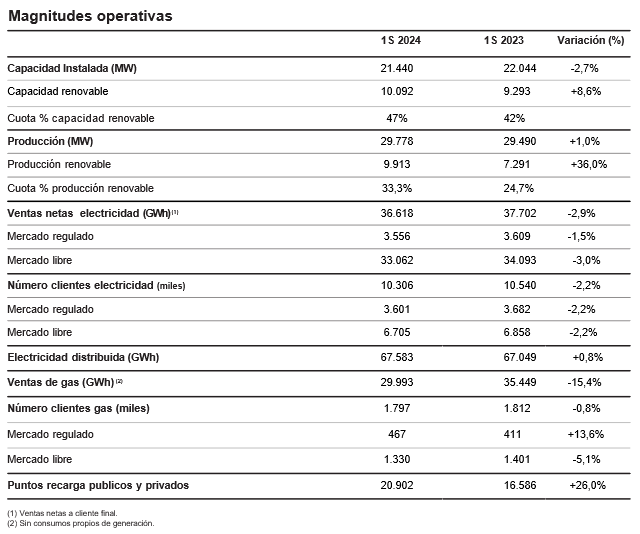 Magnitudes operativas
1S 2024 1S 2023 Variación (%)
Capacidad Instalada (MW) 21.440 22.044 -2,7%
Capacidad renovable 10.092 9.293 +8,6%
Cuota % capacidad renovable 47% 42%
Producción (MW) 29.778 29.490 +1,0%
Producción renovable 9.913 7.291 +36,0%
Cuota % producción renovable 33,3% 24,7%
Ventas netas electricidad (GWh) (1) 36.618 37.702 -2,9%
Mercado regulado 3.556 3.609 -1,5%
Mercado libre 33.062 34.093 -3,0%
Número clientes electricidad (miles) 10.306 10.540 -2,2%
Mercado regulado 3.601 3.682 -2,2%
Mercado libre 6.705 6.858 -2,2%
Electricidad distribuida (GWh) 67.583 67.049 +0,8%
Ventas de gas (GWh) (2) 29.993 35.449 -15,4%
Número clientes gas (miles) 1.797 1.812 -0,8%
Mercado regulado 467 411 +13,6%
Mercado libre 1.330 1.401 -5,1%
Puntos recarga publicos y privados 20.902 16.586 +26,0%
(1) Ventas netas a cliente final.
(2) Sin consumos propios de generación.